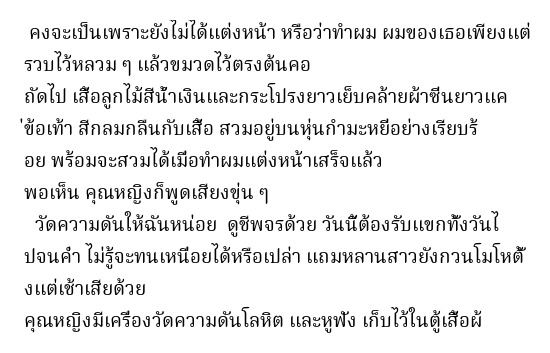 คงจะเป็นเพราะยังไม่ได้แต่งหน้า หรือว่าทำผม ผมของเธอเพียงแต่
รวบไว้หลวม ๆ แล้วขมวดไว้ตรงต้นคอ
ถัดไป เสื้อลูกไม้สีน้ำเงินและกระโปรงยาวเย็บคล้ายผ้าซิ่นยาวแค
่ข้อเท้า สีกลมกลืนกับเสื้อ สวมอยู่บนหุ่นกำมะหยี่อย่างเรียบร้
อย พร้อมจะสวมได้เมื่อทำผมแต่งหน้าเสร็จแล้ว
พอเห็น คุณหญิงก็พูดเสียงขุ่น ๆ
วัดความดันให้ฉันหน่อย  ดูชีพจรด้วย วันนี้ต้องรับแขกทั้งวันไ
ปจนค่ำ ไม่รู้จะทนเหนื่อยได้หรือเปล่า แถมหลานสาวยังกวนโมโหตั้
งแต่เช้าเสียด้วย
คุณหญิงมีเครื่องวัดความดันโลหิต และหูฟัง เก็บไว้ในตู้เสื้อผ้